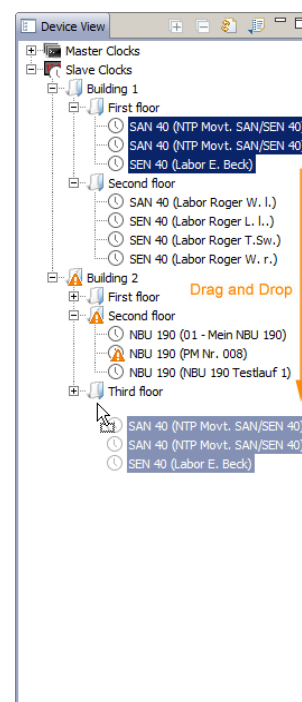 Device View
Master Clocks
Slave Clocks
Building 1
First floor
SAN 40 (NTP Movt. SAN/SEN 40)
SAN 40 (NTP Movt. SAN/SEN 40)
SEN 40 (Labor E. Beck)
Second floor
SAN 40 (Labor Roger W. l.)
SEN 40 (Labor Roger L. l..)
SEN 40 (Labor Roger T.Sw.)
SEN 40 (Labor Roger W. r.)
Building 2
First floor
Drag and Drop
Second floor
NBU 190 (01 - Mein NBU 190)
NBU 190 (PM Nr. 008)
NBU 190 (NBU 190 Testlauf 1)
Third floor
SAN 40 (NTP Movt. SAN/SEN 40)
SAN 40 (NTP Movt. SAN/SEN 40)
SEN 40 (Labor E. Beck)